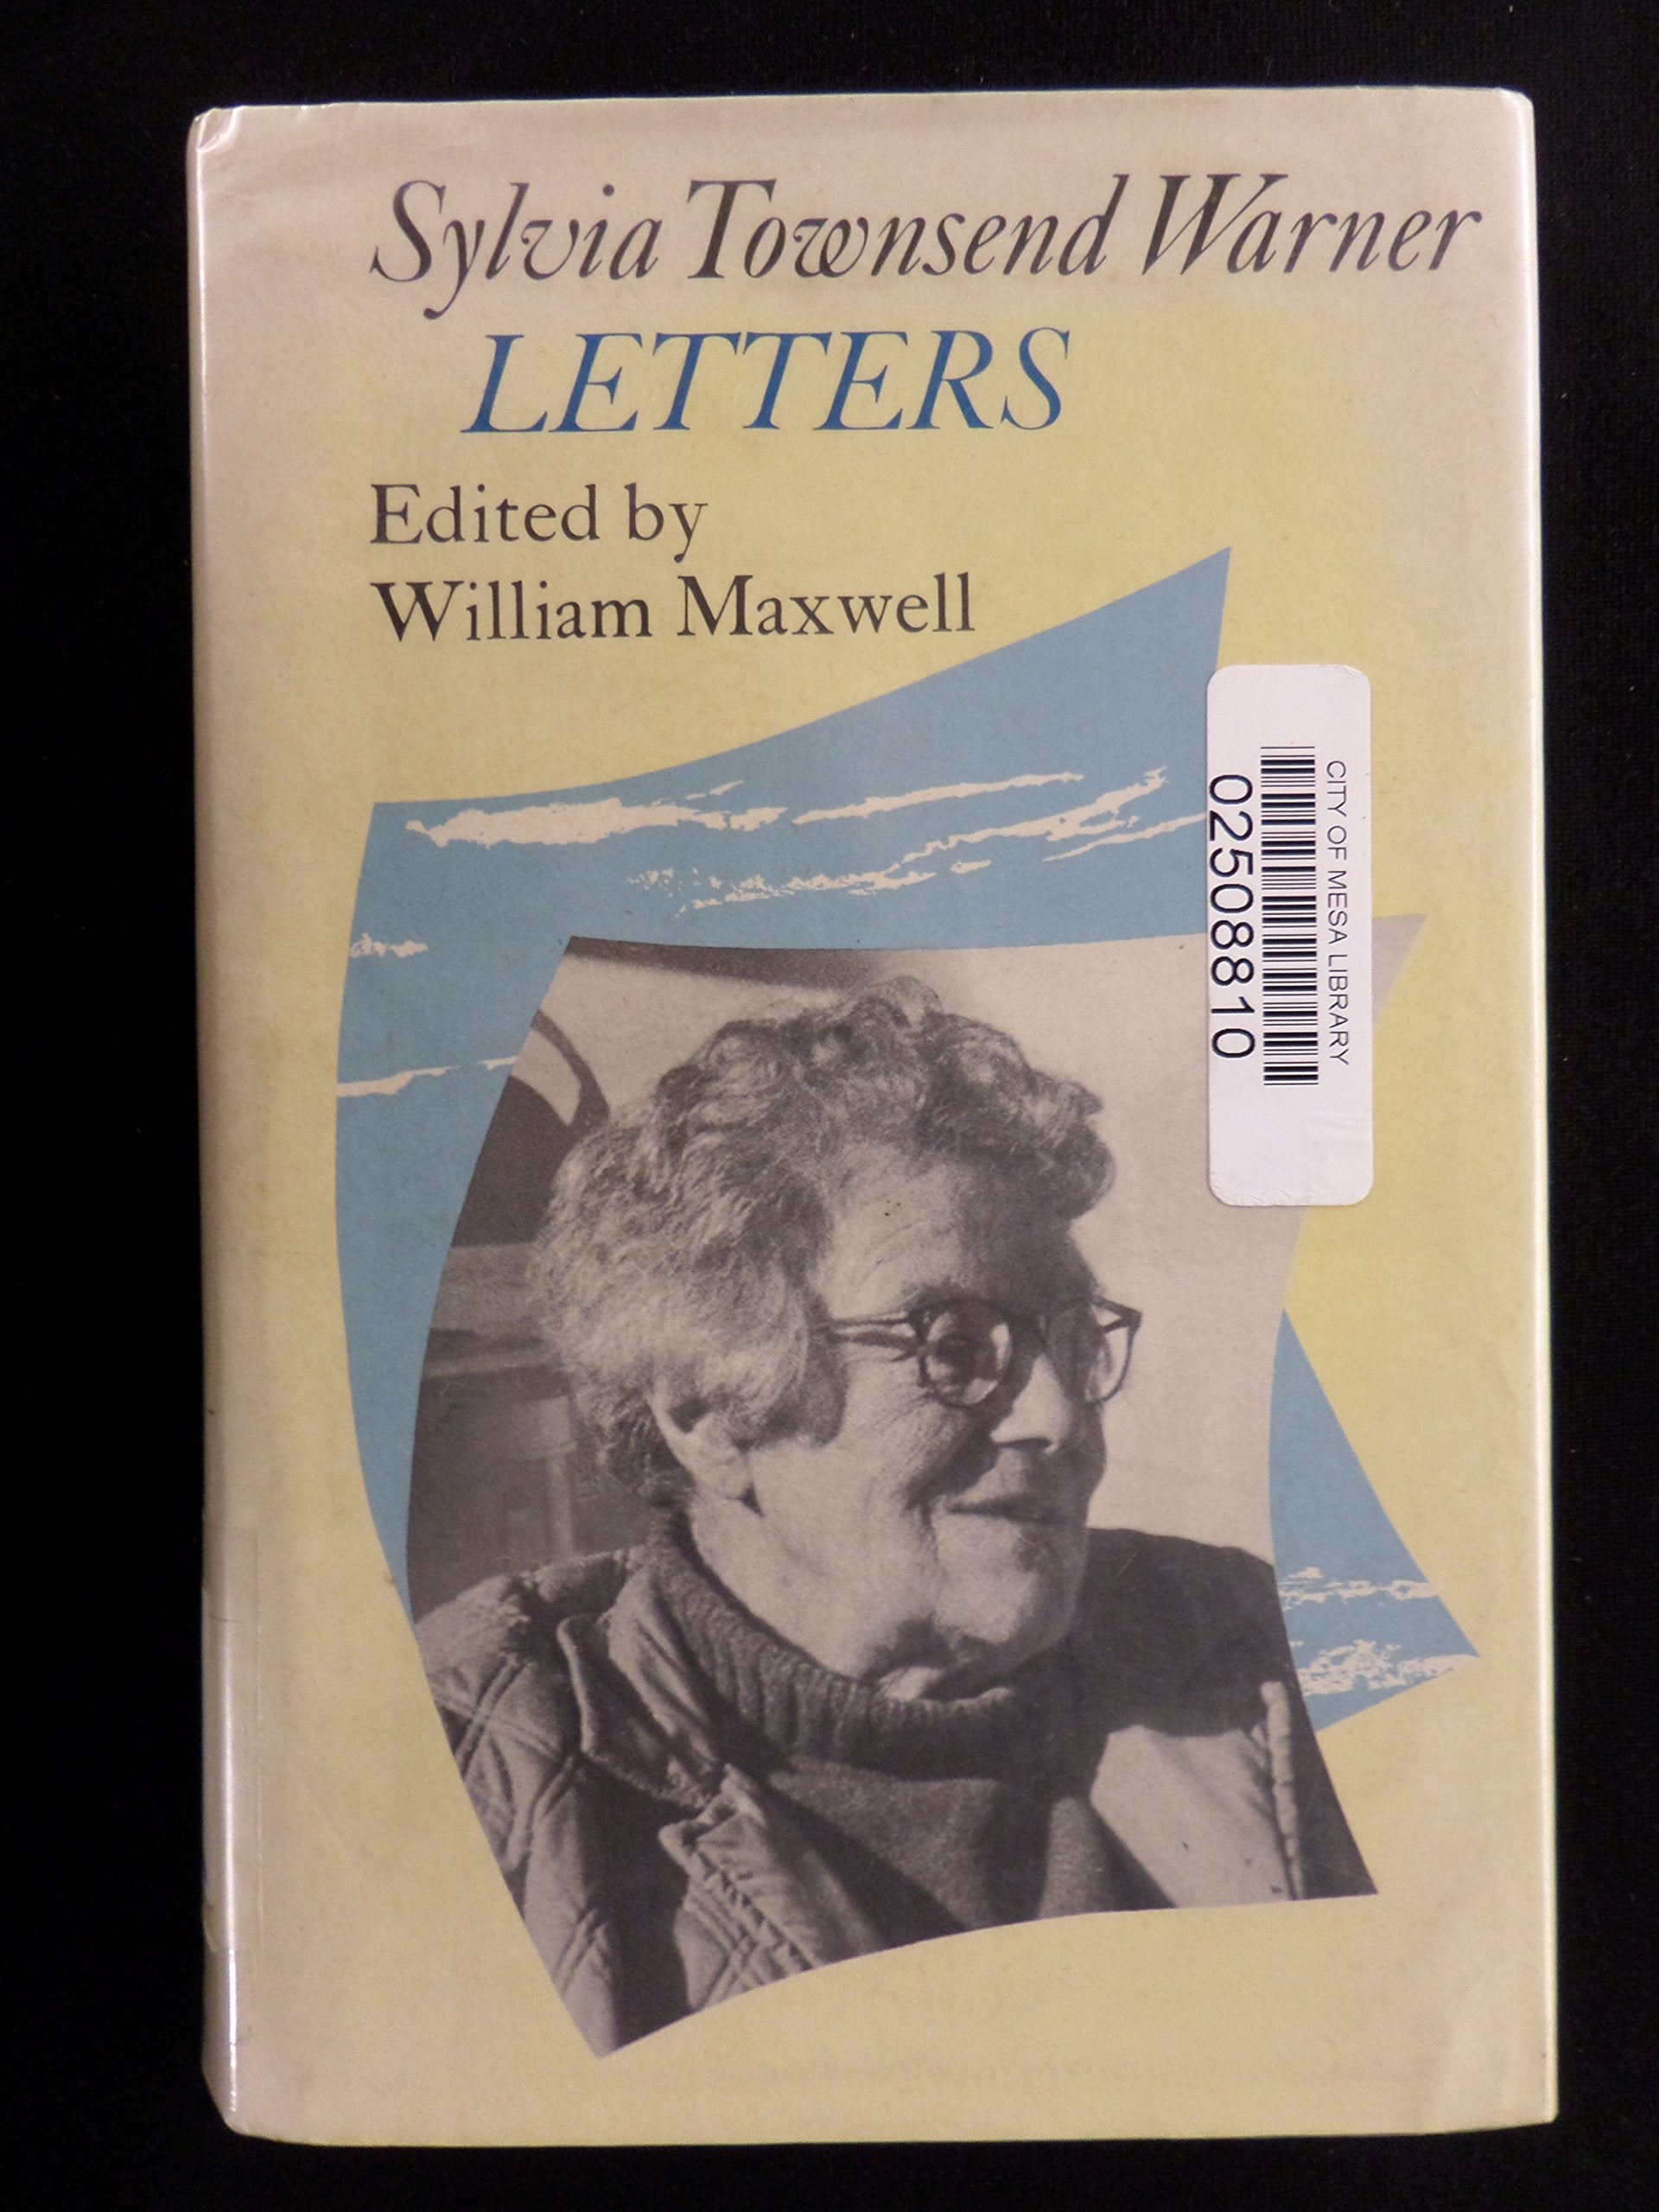 Sylvia Townsend Warner
LETTERS
Edited by
William Maxwell
CITY OF MESA LIBRARY
02508810